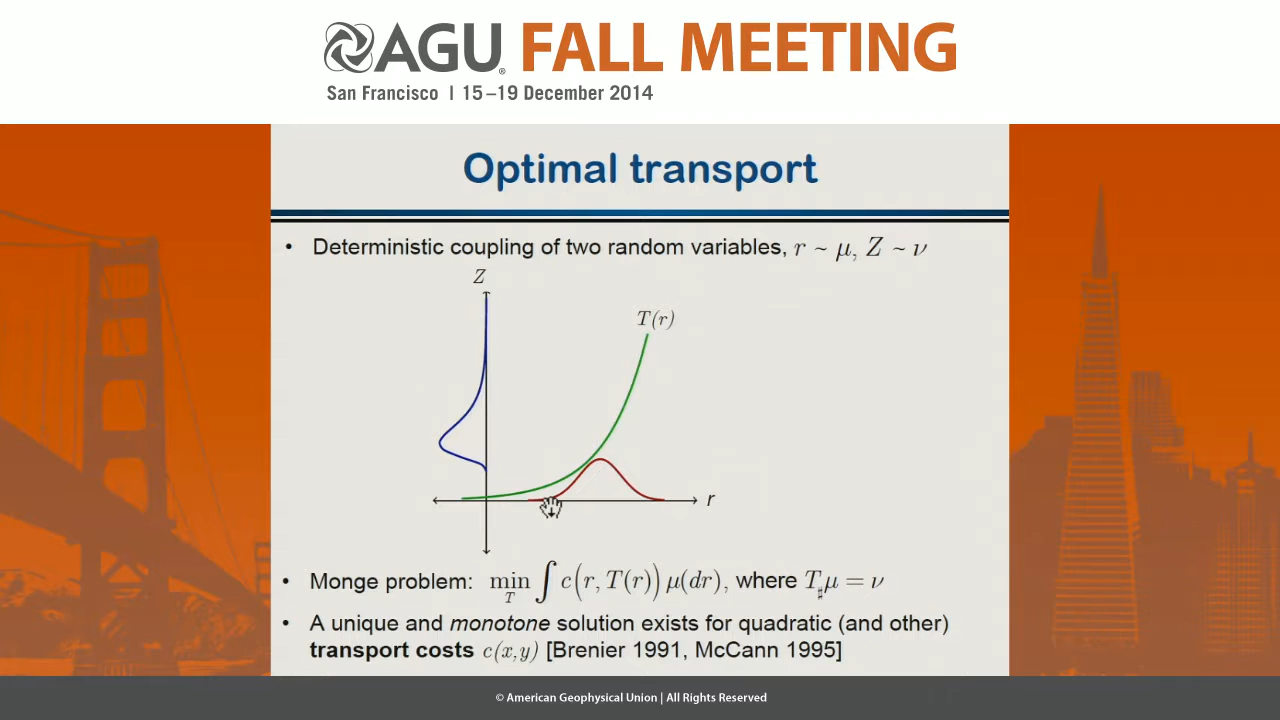 AGU FALL MEETING
San Francisco | 15–19 December 2014
Optimal transport
• Deterministic coupling of two random variables, r ~ μ, Z ~ ν
Z
T(r)
r
• Monge problem: min_T ∫ c(r, T(r)) μ(dr), where T_♯ μ = ν
• A unique and monotone solution exists for quadratic (and other)
transport costs c(x,y) [Brenier 1991, McCann 1995]
© American Geophysical Union | All Rights Reserved